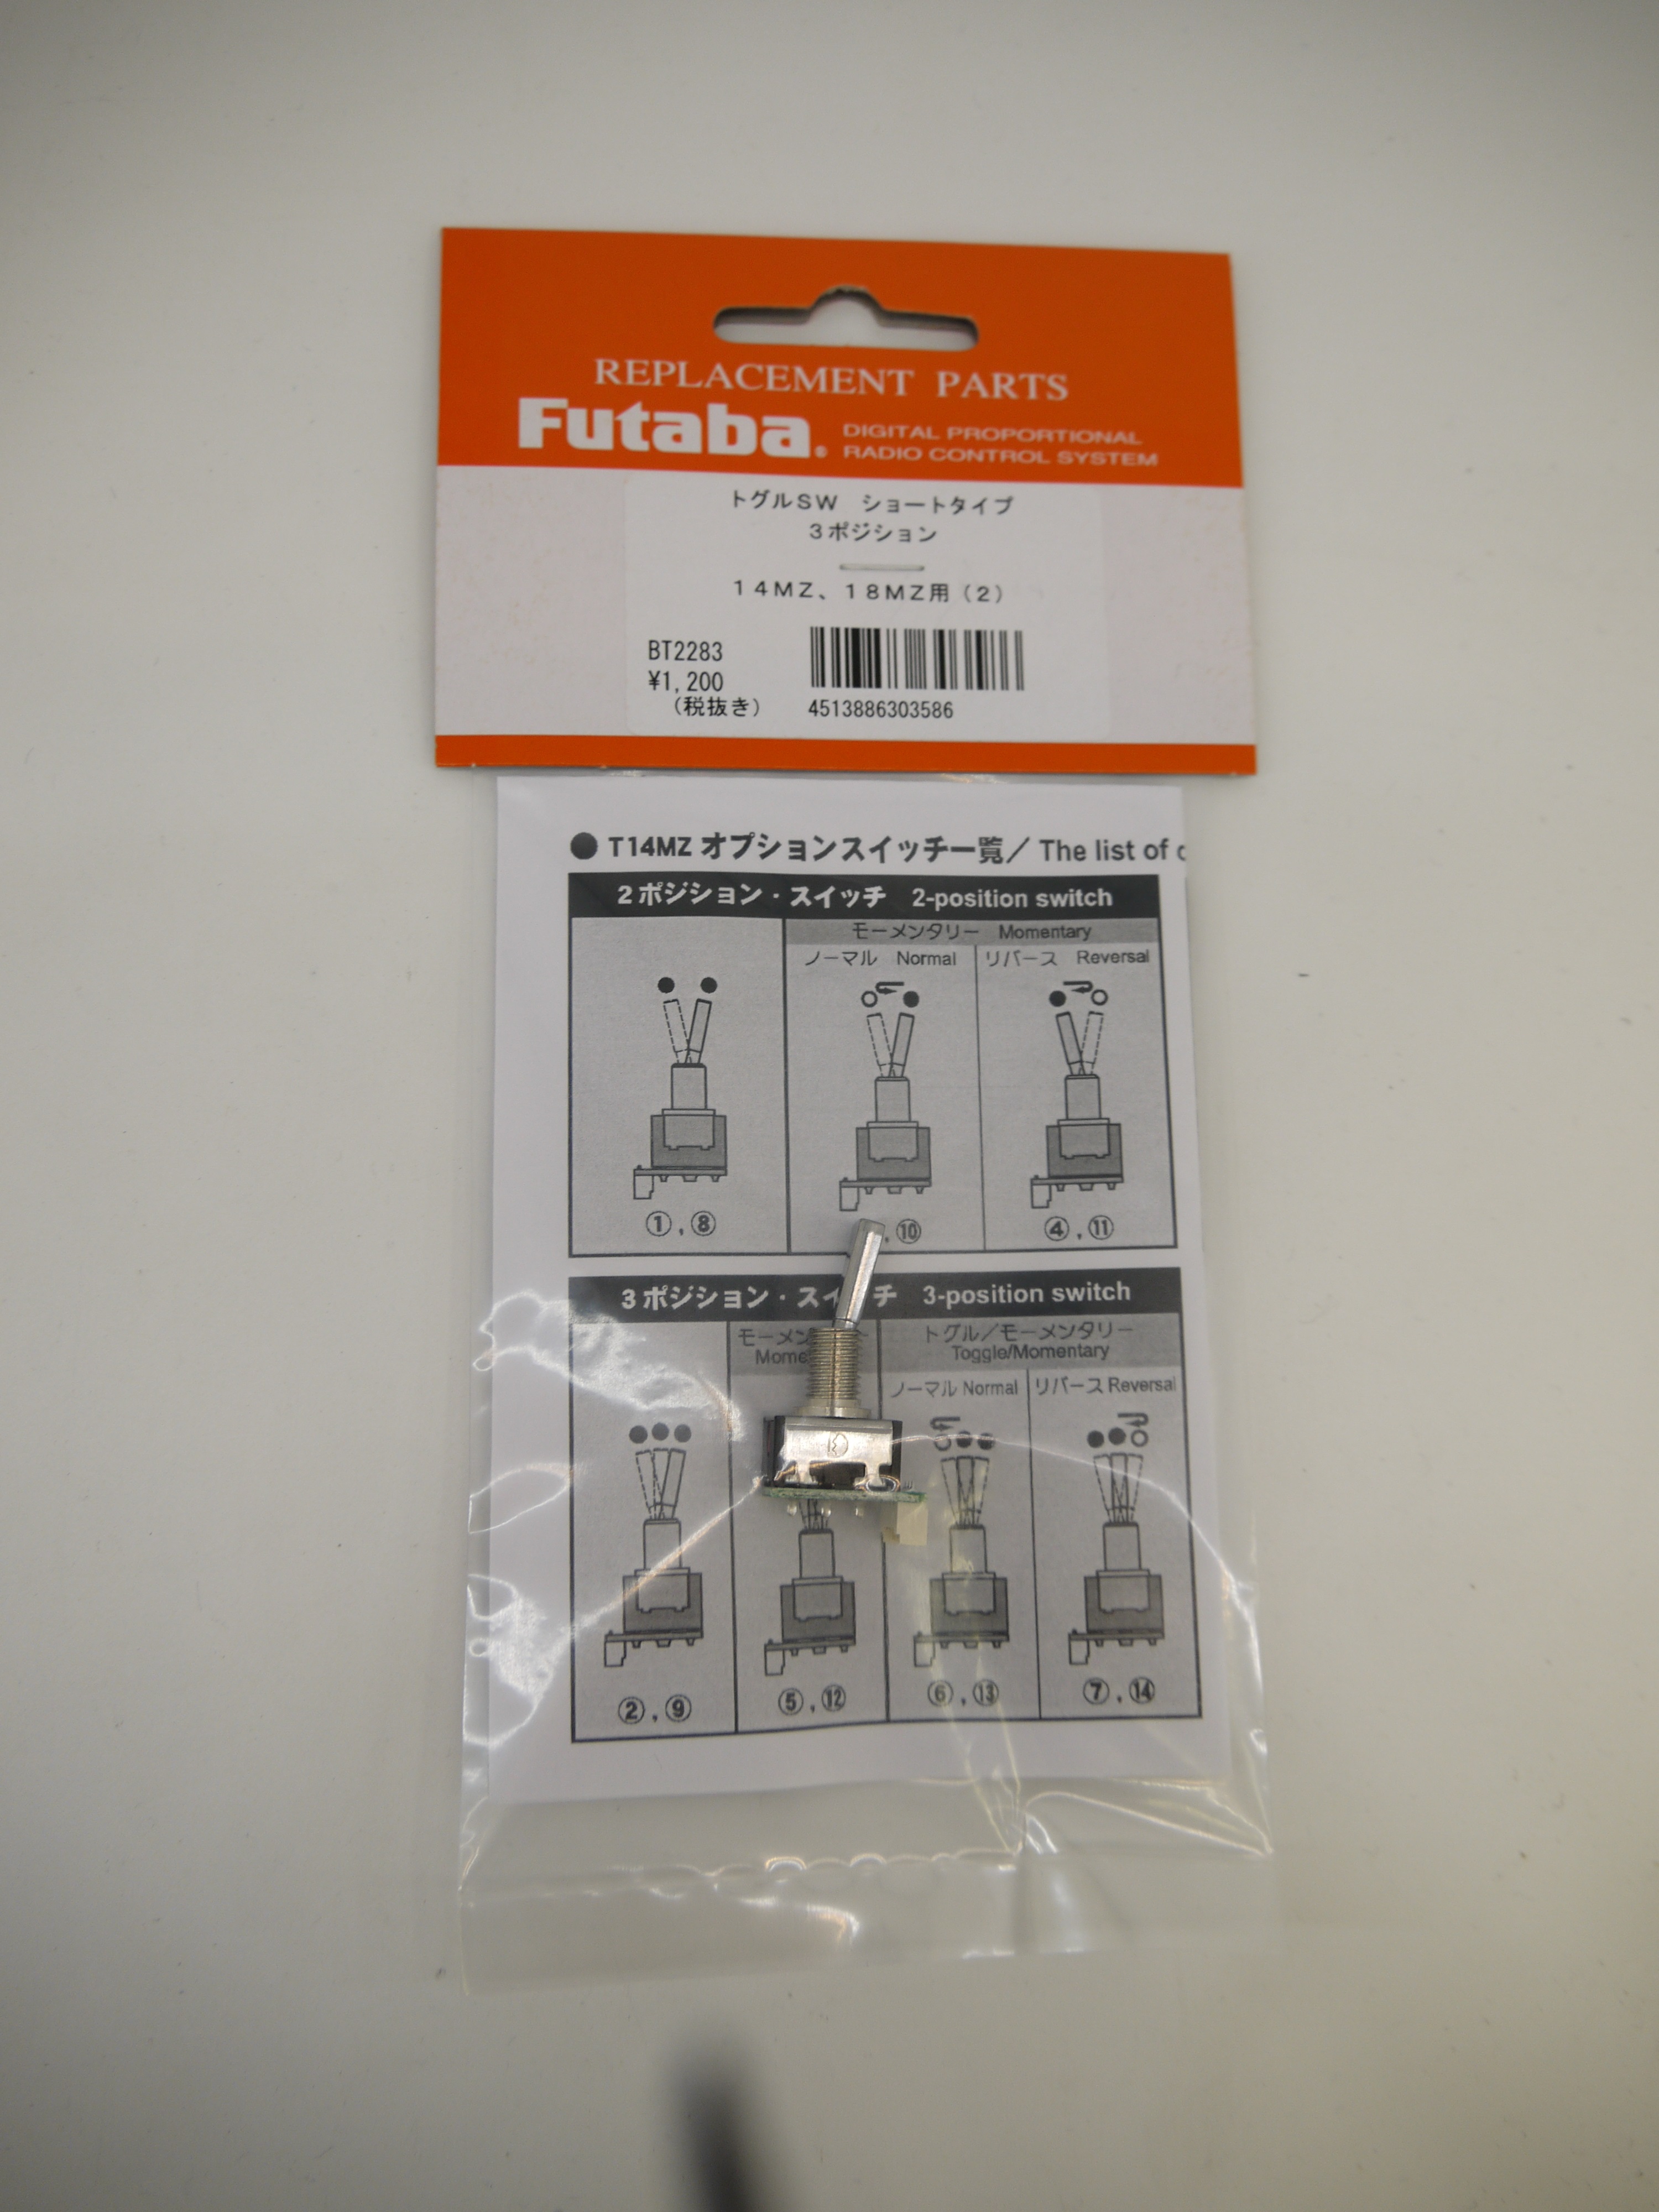 REPLACEMENT PARTS
Futaba®
DIGITAL PROPORTIONAL
RADIO CONTROL SYSTEM
トグルSW　ショートタイプ
3ポジション
14MZ、18MZ用(2)
BT2283
¥1,200
(税抜き)
4513886303586
● T14MZ オプションスイッチ一覧／ The list of
2ポジション・スイッチ　2-position switch
モーメンタリー　Momentary
ノーマル　Normal
リバース　Reversal
①,⑧
,⑩
④,⑪
3ポジション・スイッチ　3-position switch
モーメン
Mome
トグル／モーメンタリー
Toggle/Momentary
ノーマル Normal
リバース Reversal
②,⑨
⑤,⑫
⑥,⑬
⑦,⑭